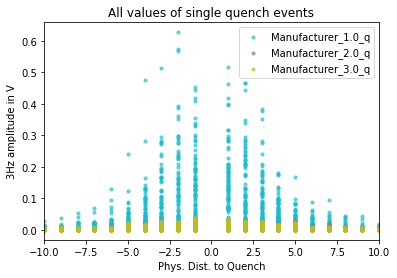 All values of single quench events
Manufacturer_1.0_q
Manufacturer_2.0_q
Manufacturer_3.0_q
3Hz amplitude in V
0.6
0.5
0.4
0.3
0.2
0.1
0.0
−10.0 −7.5 −5.0 −2.5 0.0 2.5 5.0 7.5 10.0
Phys. Dist. to Quench